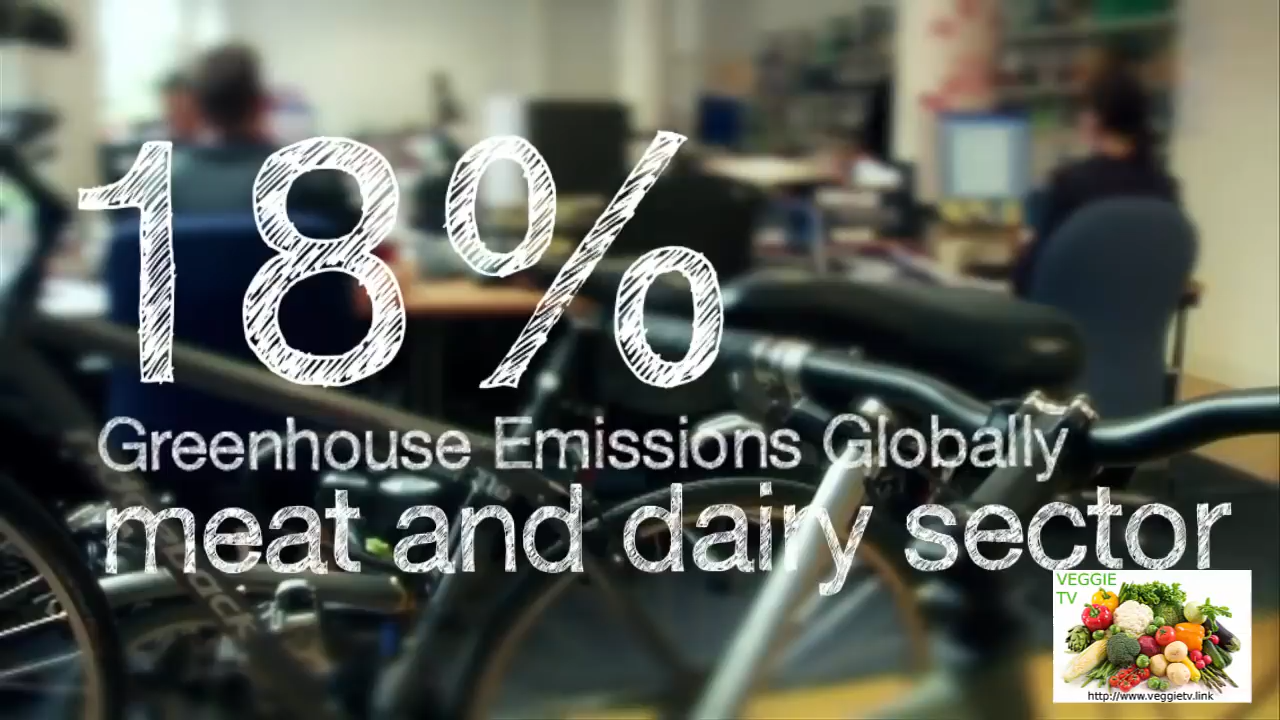 18%
Greenhouse Emissions Globally
meat and dairy sector
VEGGIE
TV
http://www.veggietv.link